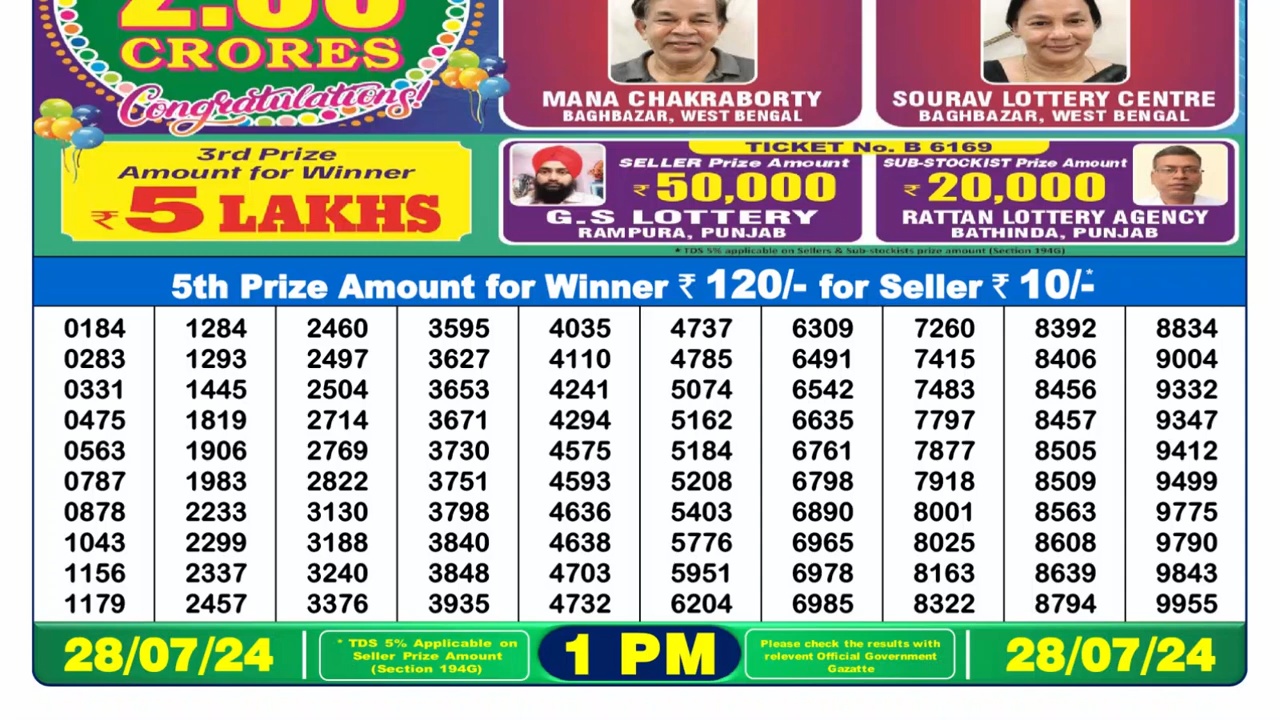 CRORES
Congratulations!
MANA CHAKRABORTY
BAGHBAZAR, WEST BENGAL
SOURAV LOTTERY CENTRE
BAGHBAZAR, WEST BENGAL
3rd Prize
Amount for Winner
₹ 5 LAKHS
TICKET No. B 6169
SELLER Prize Amount
₹ 50,000
G.S LOTTERY
RAMPURA, PUNJAB
SUB-STOCKIST Prize Amount
₹ 20,000
RATTAN LOTTERY AGENCY
BATHINDA, PUNJAB
* TDS 5% applicable on Sellers & Sub-stockists prize amount (Section 194G)
5th Prize Amount for Winner ₹ 120/- for Seller ₹ 10/-*
0184 1284 2460 3595 4035 4737 6309 7260 8392 8834
0283 1293 2497 3627 4110 4785 6491 7415 8406 9004
0331 1445 2504 3653 4241 5074 6542 7483 8456 9332
0475 1819 2714 3671 4294 5162 6635 7797 8457 9347
0563 1906 2769 3730 4575 5184 6761 7877 8505 9412
0787 1983 2822 3751 4593 5208 6798 7918 8509 9499
0878 2233 3130 3798 4636 5403 6890 8001 8563 9775
1043 2299 3188 3840 4638 5776 6965 8025 8608 9790
1156 2337 3240 3848 4703 5951 6978 8163 8639 9843
1179 2457 3376 3935 4732 6204 6985 8322 8794 9955
28/07/24
* TDS 5% Applicable on
Seller Prize Amount
(Section 194G)
1 PM
Please check the results with
relevent Official Government
Gazatte
28/07/24